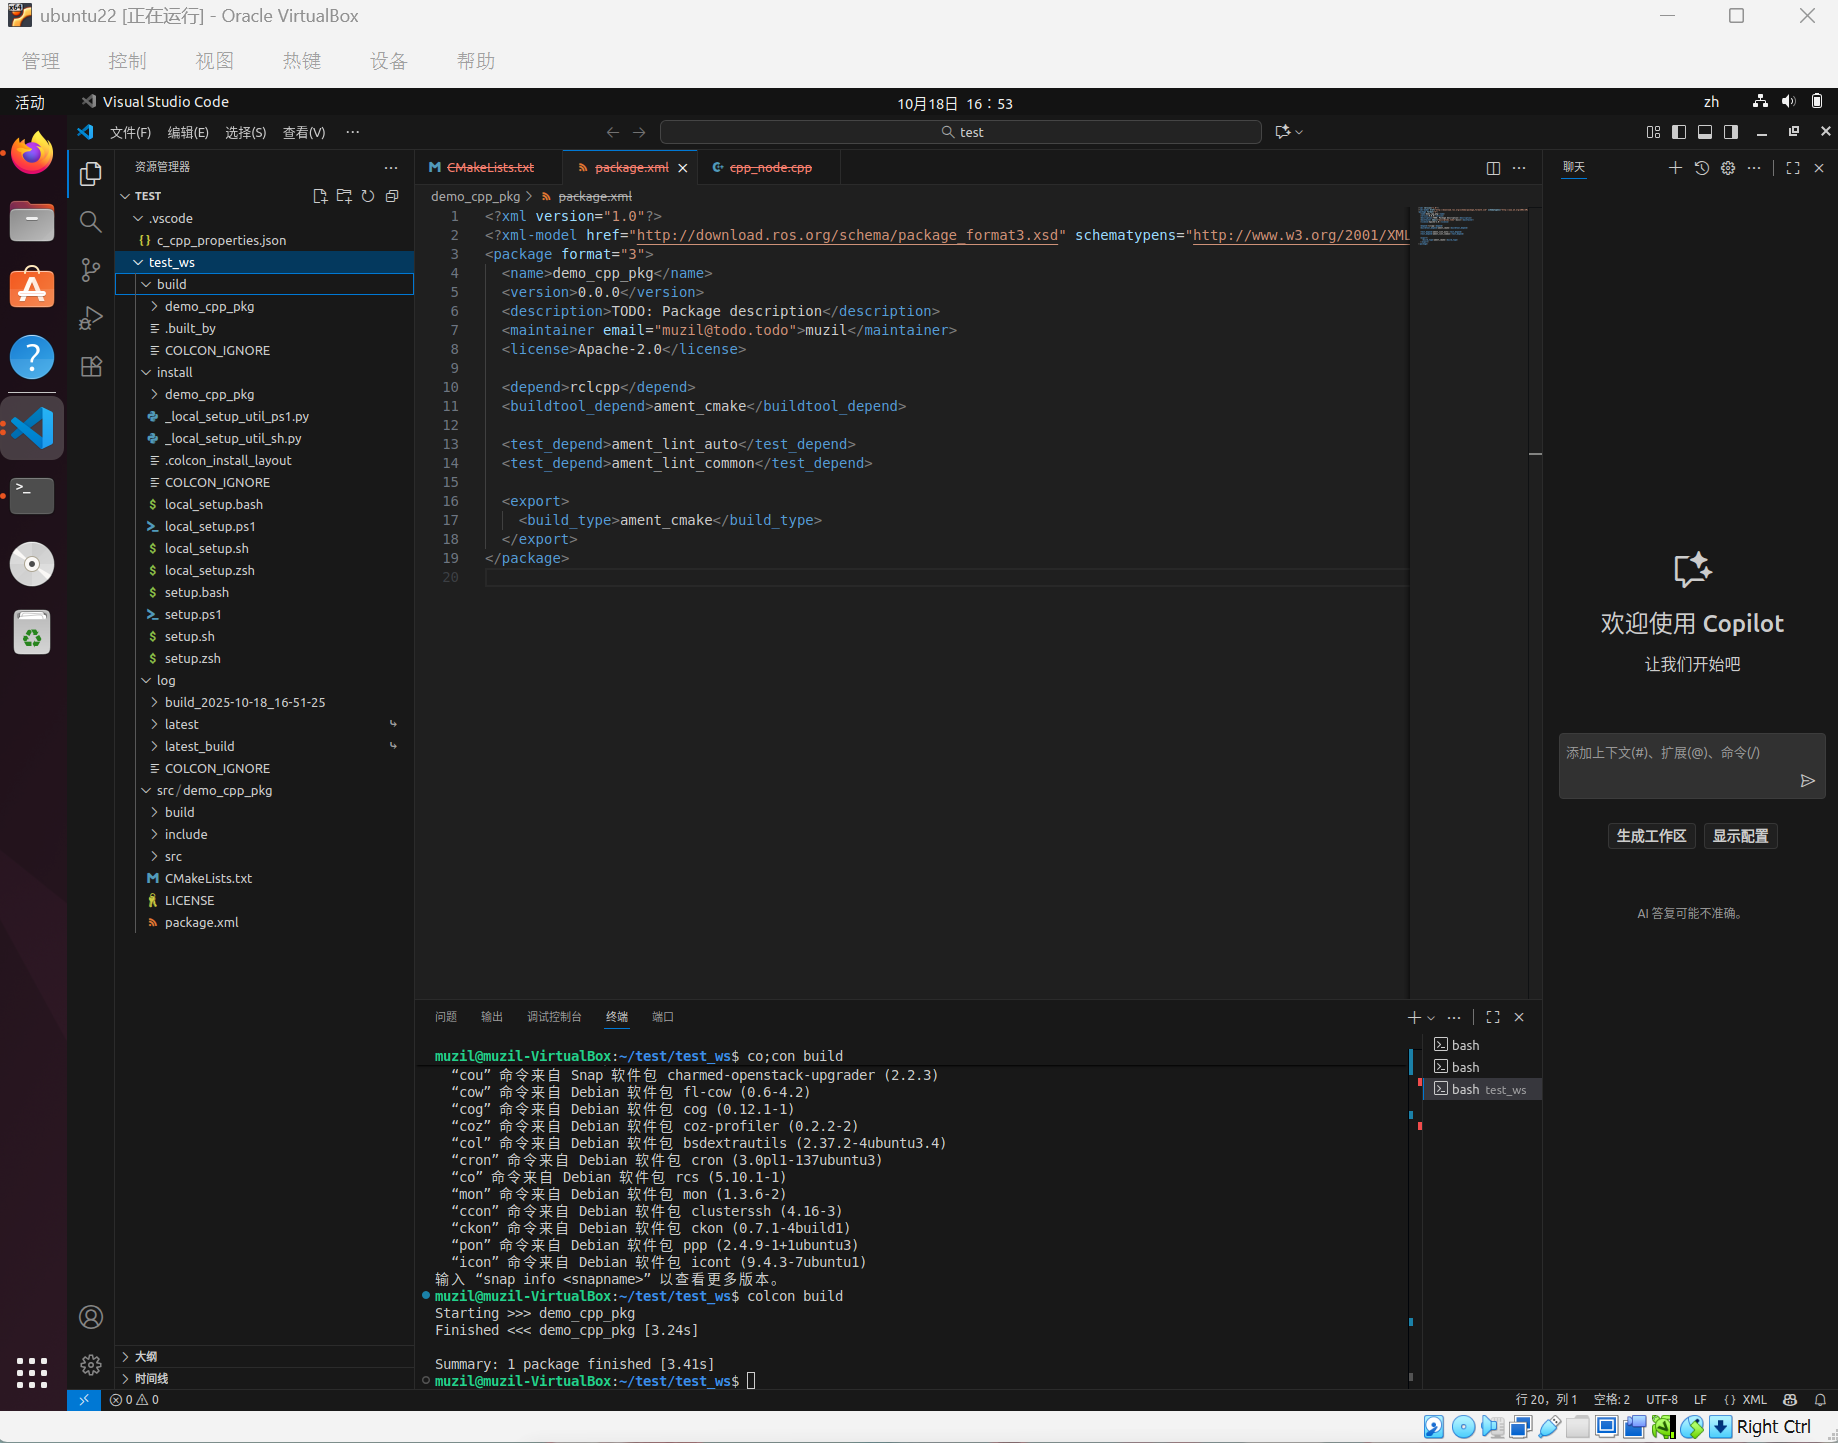 ubuntu22 [正在运行] - Oracle VirtualBox
管理 控制 视图 热键 设备 帮助
活动 Visual Studio Code 10月18日 16：53 zh
文件(F) 编辑(E) 选择(S) 查看(V) ··· test
资源管理器
TEST
.vscode
{} c_cpp_properties.json
test_ws
build
demo_cpp_pkg
.built_by
COLCON_IGNORE
install
demo_cpp_pkg
_local_setup_util_ps1.py
_local_setup_util_sh.py
.colcon_install_layout
COLCON_IGNORE
$ local_setup.bash
local_setup.ps1
$ local_setup.sh
$ local_setup.zsh
$ setup.bash
setup.ps1
$ setup.sh
$ setup.zsh
log
build_2025-10-18_16-51-25
latest
latest_build
COLCON_IGNORE
src/demo_cpp_pkg
build
include
src
M CMakeLists.txt
LICENSE
package.xml
大纲
时间线
M CMakeLists.txt package.xml cpp_node.cpp
demo_cpp_pkg > package.xml
1 <?xml version="1.0"?>
2 <?xml-model href="http://download.ros.org/schema/package_format3.xsd" schematypens="http://www.w3.org/2001/XML
3 <package format="3">
4 <name>demo_cpp_pkg</name>
5 <version>0.0.0</version>
6 <description>TODO: Package description</description>
7 <maintainer email="muzil@todo.todo">muzil</maintainer>
8 <license>Apache-2.0</license>
9
10 <depend>rclcpp</depend>
11 <buildtool_depend>ament_cmake</buildtool_depend>
12
13 <test_depend>ament_lint_auto</test_depend>
14 <test_depend>ament_lint_common</test_depend>
15
16 <export>
17 <build_type>ament_cmake</build_type>
18 </export>
19 </package>
20
问题 输出 调试控制台 终端 端口
muzil@muzil-VirtualBox:~/test/test_ws$ co;con build
“cou” 命令来自 Snap 软件包 charmed-openstack-upgrader (2.2.3)
“cow” 命令来自 Debian 软件包 fl-cow (0.6-4.2)
“cog” 命令来自 Debian 软件包 cog (0.12.1-1)
“coz” 命令来自 Debian 软件包 coz-profiler (0.2.2-2)
“col” 命令来自 Debian 软件包 bsdextrautils (2.37.2-4ubuntu3.4)
“cron” 命令来自 Debian 软件包 cron (3.0pl1-137ubuntu3)
“co” 命令来自 Debian 软件包 rcs (5.10.1-1)
“mon” 命令来自 Debian 软件包 mon (1.3.6-2)
“ccon” 命令来自 Debian 软件包 clusterssh (4.16-3)
“ckon” 命令来自 Debian 软件包 ckon (0.7.1-4build1)
“pon” 命令来自 Debian 软件包 ppp (2.4.9-1+1ubuntu3)
“icon” 命令来自 Debian 软件包 icont (9.4.3-7ubuntu1)
输入 “snap info <snapname>” 以查看更多版本。
muzil@muzil-VirtualBox:~/test/test_ws$ colcon build
Starting >>> demo_cpp_pkg
Finished <<< demo_cpp_pkg [3.24s]
Summary: 1 package finished [3.41s]
muzil@muzil-VirtualBox:~/test/test_ws$
bash
bash
bash test_ws
聊天
欢迎使用 Copilot
让我们开始吧
添加上下文(#)、扩展(@)、命令(/)
生成工作区 显示配置
AI 答复可能不准确。
0 0 行 20，列 1 空格: 2 UTF-8 LF {} XML
Right Ctrl